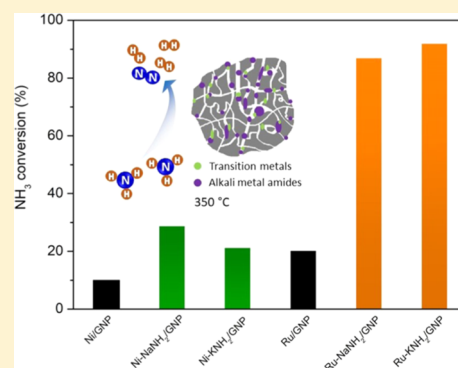 NH₃ conversion (%)
100
80
60
40
20
0
H H
H H
H H
N N
H N H
H
H N H
H
Transition metals
Alkali metal amides
350 °C
Ni/GNP
Ni-NaNH₂/GNP
Ni-KNH₂/GNP
Ru/GNP
Ru-NaNH₂/GNP
Ru-KNH₂/GNP